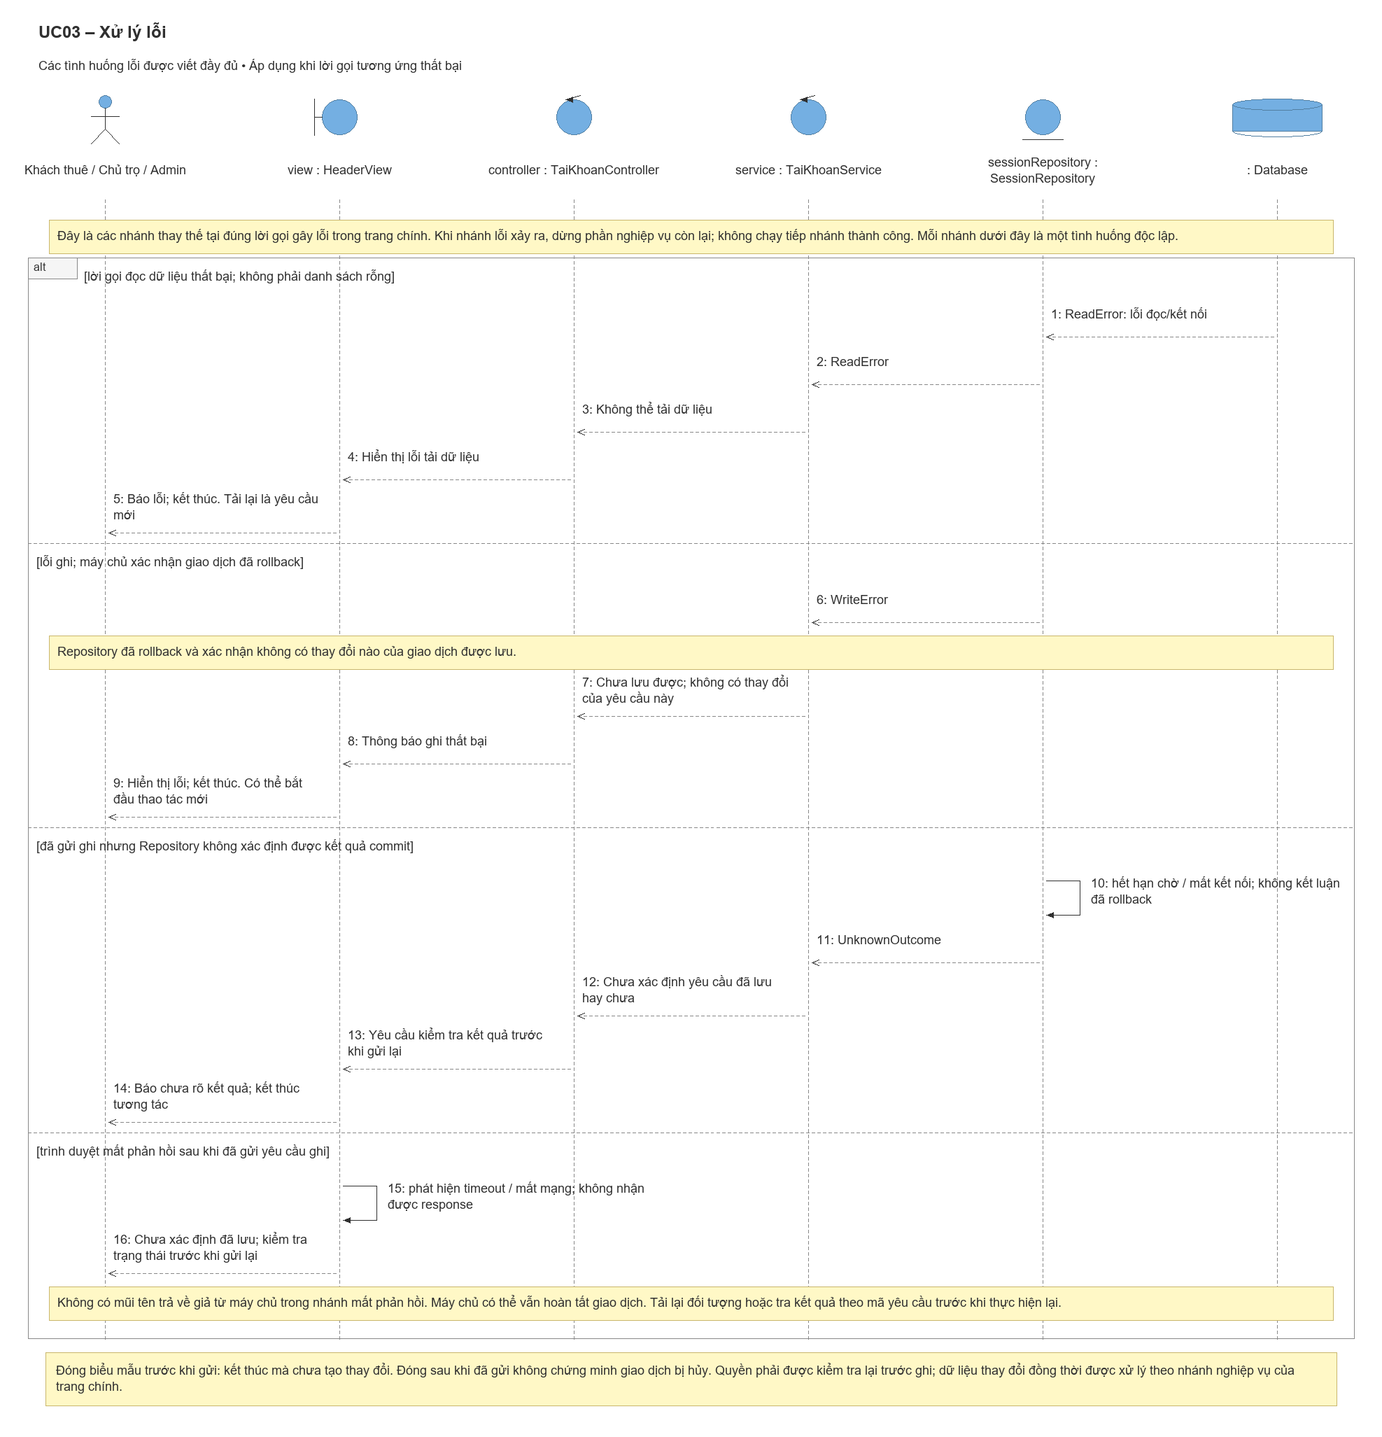 UC03 – Xử lý lỗi
Các tình huống lỗi được viết đầy đủ • Áp dụng khi lời gọi tương ứng thất bại
Khách thuê / Chủ trọ / Admin
view : HeaderView
controller : TaiKhoanController
service : TaiKhoanService
sessionRepository :
SessionRepository
: Database
Đây là các nhánh thay thế tại đúng lời gọi gây lỗi trong trang chính. Khi nhánh lỗi xảy ra, dừng phần nghiệp vụ còn lại; không chạy tiếp nhánh thành công. Mỗi nhánh dưới đây là một tình huống độc lập.
alt
[lời gọi đọc dữ liệu thất bại; không phải danh sách rỗng]
1: ReadError: lỗi đọc/kết nối
2: ReadError
3: Không thể tải dữ liệu
4: Hiển thị lỗi tải dữ liệu
5: Báo lỗi; kết thúc. Tải lại là yêu cầu
mới
[lỗi ghi; máy chủ xác nhận giao dịch đã rollback]
6: WriteError
Repository đã rollback và xác nhận không có thay đổi nào của giao dịch được lưu.
7: Chưa lưu được; không có thay đổi
của yêu cầu này
8: Thông báo ghi thất bại
9: Hiển thị lỗi; kết thúc. Có thể bắt
đầu thao tác mới
[đã gửi ghi nhưng Repository không xác định được kết quả commit]
10: hết hạn chờ / mất kết nối; không kết luận
đã rollback
11: UnknownOutcome
12: Chưa xác định yêu cầu đã lưu
hay chưa
13: Yêu cầu kiểm tra kết quả trước
khi gửi lại
14: Báo chưa rõ kết quả; kết thúc
tương tác
[trình duyệt mất phản hồi sau khi đã gửi yêu cầu ghi]
15: phát hiện timeout / mất mạng; không nhận
được response
16: Chưa xác định đã lưu; kiểm tra
trạng thái trước khi gửi lại
Không có mũi tên trả về giả từ máy chủ trong nhánh mất phản hồi. Máy chủ có thể vẫn hoàn tất giao dịch. Tải lại đối tượng hoặc tra kết quả theo mã yêu cầu trước khi thực hiện lại.
Đóng biểu mẫu trước khi gửi: kết thúc mà chưa tạo thay đổi. Đóng sau khi đã gửi không chứng minh giao dịch bị hủy. Quyền phải được kiểm tra lại trước ghi; dữ liệu thay đổi đồng thời được xử lý theo nhánh nghiệp vụ của
trang chính.